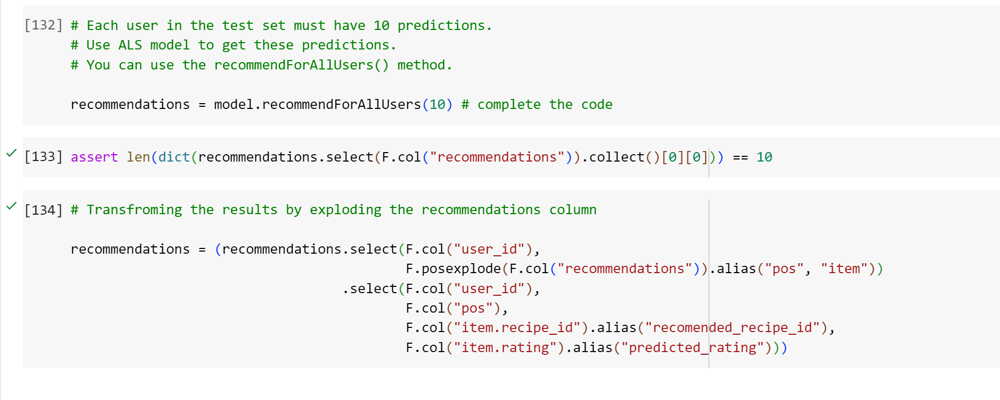 [132] # Each user in the test set must have 10 predictions.
# Use ALS model to get these predictions.
# You can use the recommendForAllUsers() method.
recommendations = model.recommendForAllUsers(10) # complete the code
[133] assert len(dict(recommendations.select(F.col("recommendations")).collect()[0][0])) == 10
[134] # Transfroming the results by exploding the recommendations column
recommendations = (recommendations.select(F.col("user_id"),
F.posexplode(F.col("recommendations")).alias("pos", "item"))
.select(F.col("user_id"),
F.col("pos"),
F.col("item.recipe_id").alias("recomended_recipe_id"),
F.col("item.rating").alias("predicted_rating")))